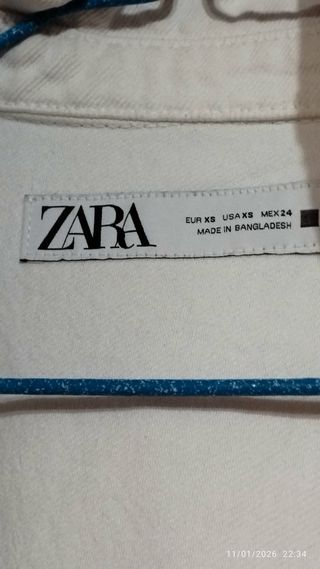 ZARA
EUR XS USA XS MEX 24
MADE IN BANGLADESH
11/01/2026 22:34